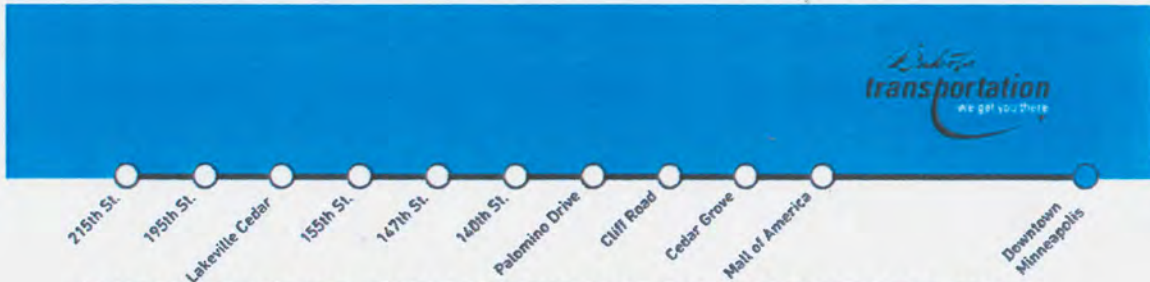 Dakota
transportation
we get you there
215th St.
195th St.
Lakeville Cedar
155th St.
147th St.
140th St.
Palomino Drive
Cliff Road
Cedar Grove
Mall of America
Downtown
Minneapolis